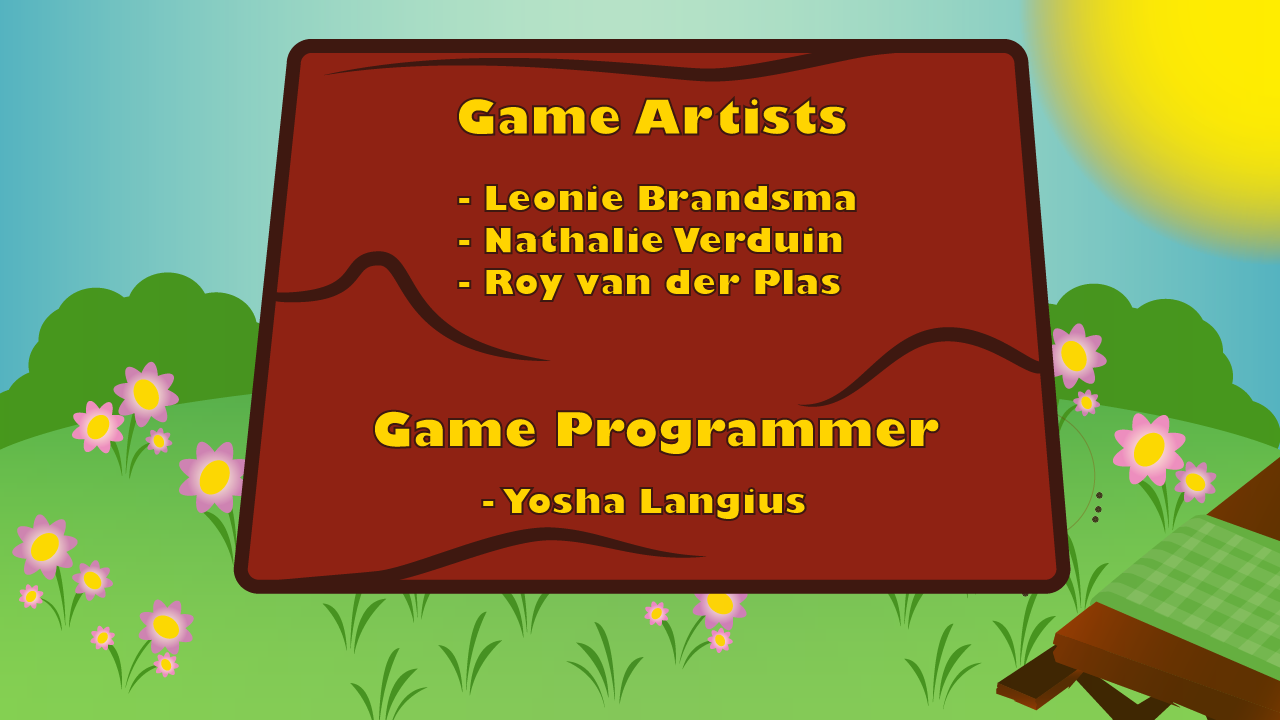 Game Artists
- Leonie Brandsma
- Nathalie Verduin
- Roy van der Plas
Game Programmer
- Yosha Langius